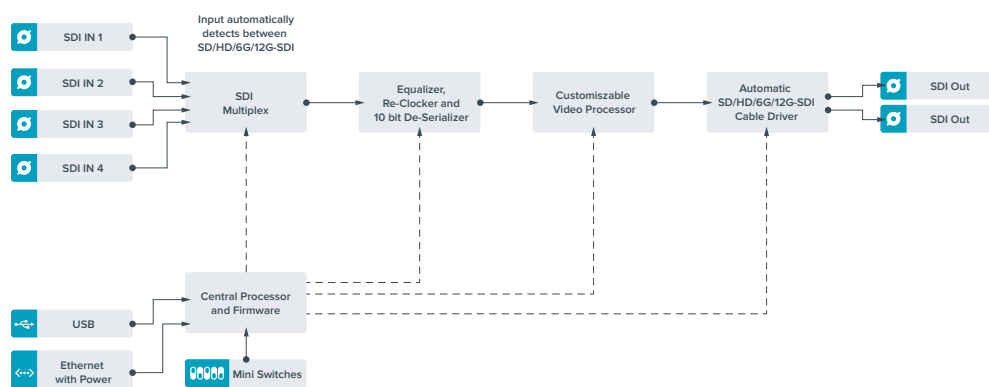 Input automatically
detects between
SD/HD/6G/12G-SDI
SDI IN 1
SDI IN 2
SDI IN 3
SDI IN 4
SDI
Multiplex
Equalizer,
Re-Clocker and
10 bit De-Serializer
Customiszable
Video Processor
Automatic
SD/HD/6G/12G-SDI
Cable Driver
SDI Out
SDI Out
Central Processor
and Firmware
USB
Ethernet
with Power
Mini Switches